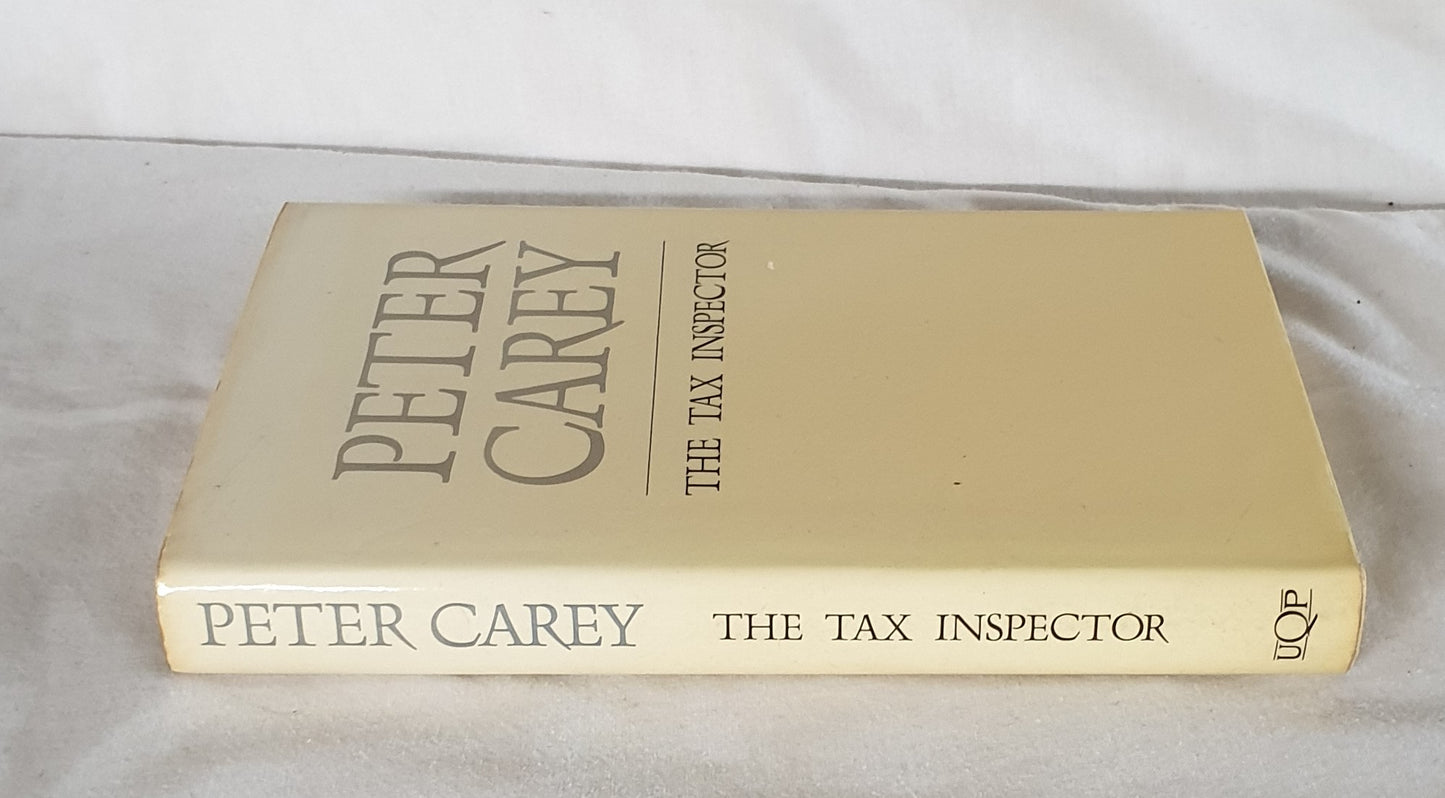 PETER
CAREY
THE TAX INSPECTOR
PETER CAREY THE TAX INSPECTOR UQP